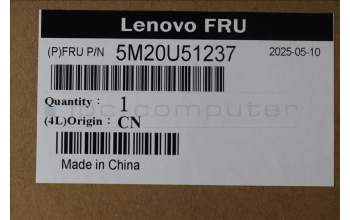 Lenovo FRU
(P)FRU P/N 5M20U51237 2025-05-10
Quantity : 1
(4L)Origin : CN
Made in China